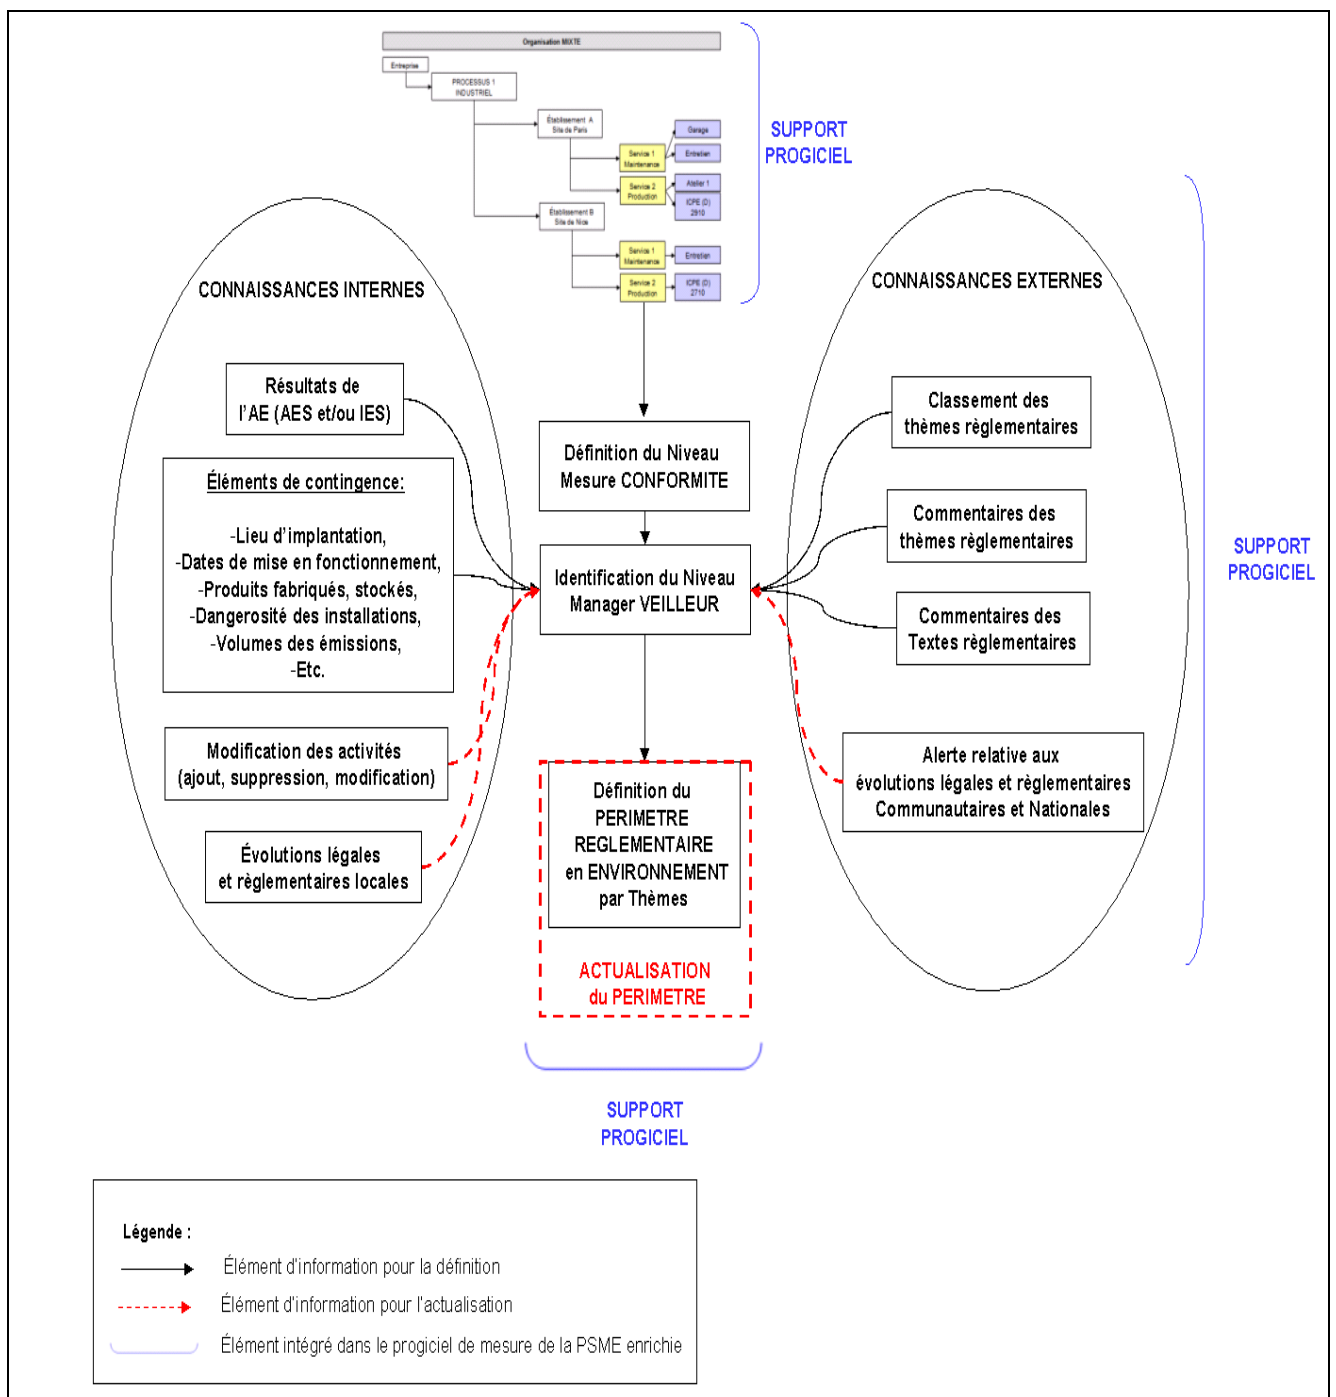 Organisation MIXTE
Entreprise
PROCESSUS 1
INDUSTRIEL
Établissement A
Site de Paris
Garage
Service 1
Maintenance
Entretien
Service 2
Production
Atelier 1
ICPE (D)
2910
Établissement B
Site de Nice
Service 1
Maintenance
Entretien
Service 2
Production
ICPE (D)
2710
SUPPORT
PROGICIEL
CONNAISSANCES INTERNES
Résultats de
l'AE (AES et/ou IES)
Éléments de contingence:
-Lieu d'implantation,
-Dates de mise en fonctionnement,
-Produits fabriqués, stockés,
-Dangerosité des installations,
-Volumes des émissions,
-Etc.
Modification des activités
(ajout, suppression, modification)
Évolutions légales
et règlementaires locales
Définition du Niveau
Mesure CONFORMITE
Identification du Niveau
Manager VEILLEUR
Définition du
PERIMETRE
REGLEMENTAIRE
en ENVIRONNEMENT
par Thèmes
ACTUALISATION
du PERIMETRE
SUPPORT
PROGICIEL
CONNAISSANCES EXTERNES
Classement des
thèmes règlementaires
Commentaires des
thèmes règlementaires
Commentaires des
Textes règlementaires
Alerte relative aux
évolutions légales et règlementaires
Communautaires et Nationales
SUPPORT
PROGICIEL
Légende :
Élément d'information pour la définition
Élément d'information pour l'actualisation
Élément intégré dans le progiciel de mesure de la PSME enrichie